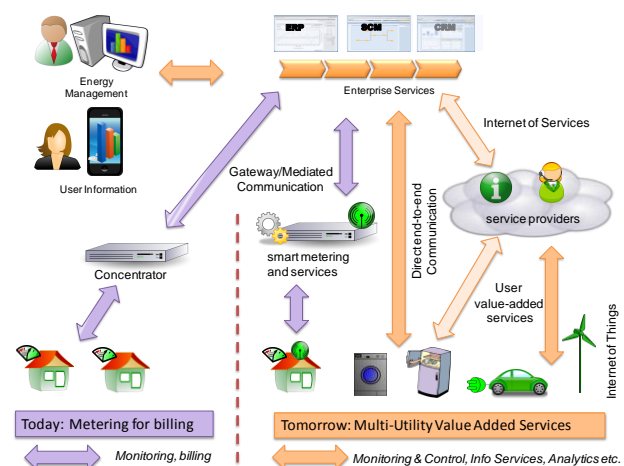 ERP
SCM
CRM
Energy
Management
Enterprise Services
User Information
Internet of Services
Gateway/Mediated
Communication
Direct end-to-end
Communication
service providers
Concentrator
smart metering
and services
User
value-added
services
Internet of Things
Today: Metering for billing
Tomorrow: Multi-Utility Value Added Services
Monitoring, billing
Monitoring & Control, Info Services, Analytics etc.